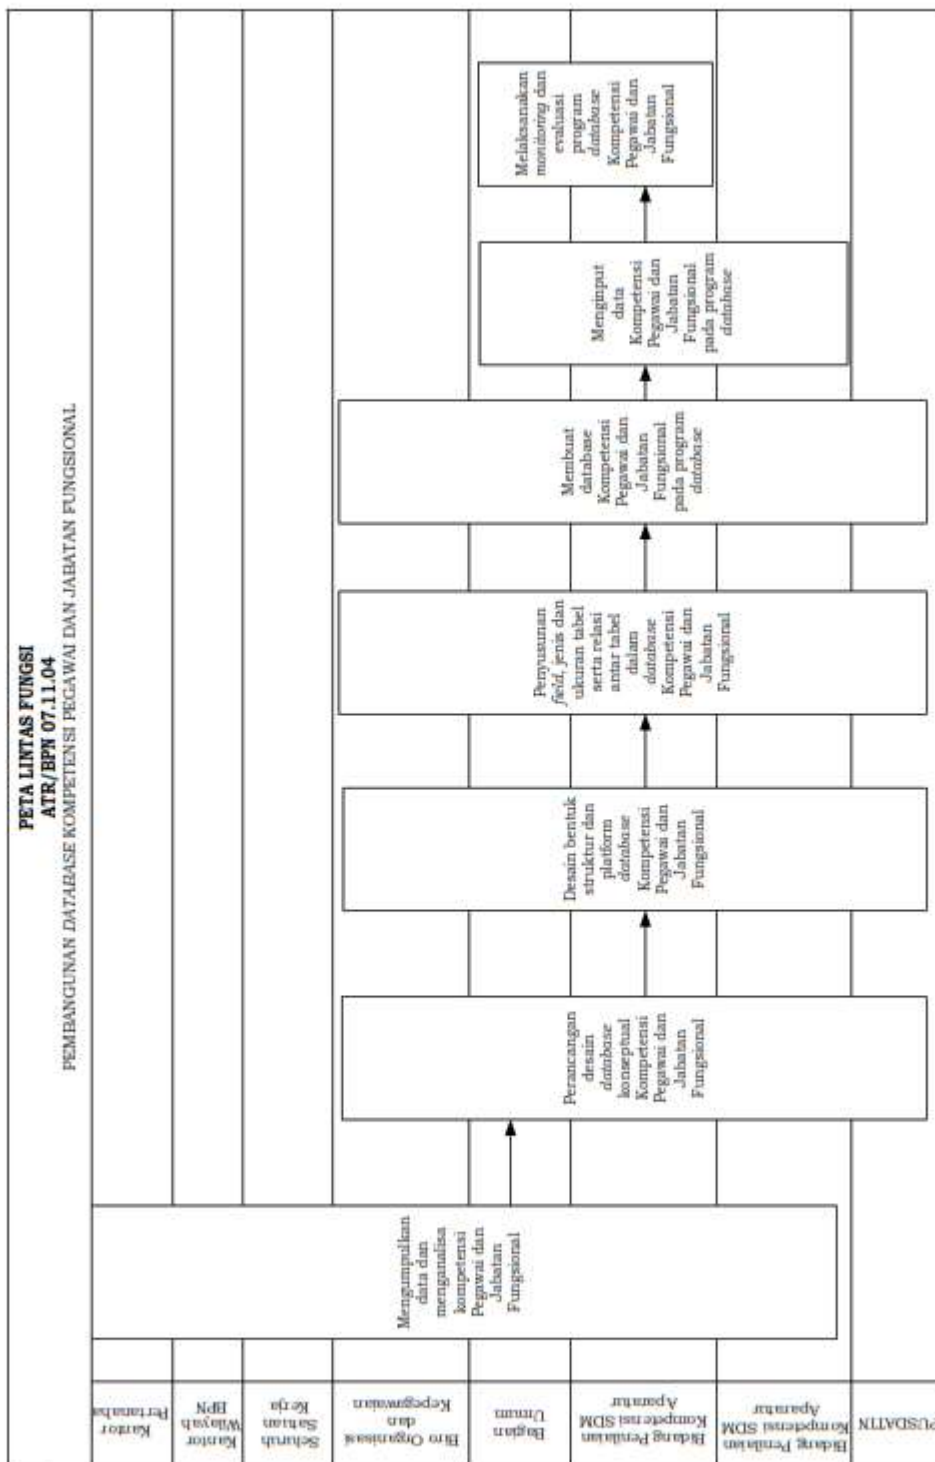 PETA LINTAS FUNGSI
ATR/BPN 07.11.04
PEMBANGUNAN DATABASE KOMPETENSI PEGAWAI DAN JABATAN FUNGSIONAL
Kantor
Pertanahan
Kantor
Wilayah
BPN
Seluruh
Satuan
Kerja
Biro Organisasi
dan
Kepegawaian
Bagian
Umum
Bidang Penilaian
Kompetensi SDM
Aparatur
Bidang Penilaian
Kompetensi SDM
Aparatur
PUSDATIN
Mengumpulkan
data dan
menganalisa
kompetensi
Pegawai dan
Jabatan
Fungsional
Perancangan
desain
database
konseptual
Kompetensi
Pegawai dan
Jabatan
Fungsional
Desain bentuk
struktur dan
platform
database
Kompetensi
Pegawai dan
Jabatan
Fungsional
Penyusunan
field, jenis dan
ukuran tabel
serta relasi
antar tabel
dalam
database
Kompetensi
Pegawai dan
Jabatan
Fungsional
Membuat
database
Kompetensi
Pegawai dan
Jabatan
Fungsional
pada program
database
Menginput
data
Kompetensi
Pegawai dan
Jabatan
Fungsional
pada program
database
Melaksanakan
monitoring dan
evaluasi
program
database
Kompetensi
Pegawai dan
Jabatan
Fungsional